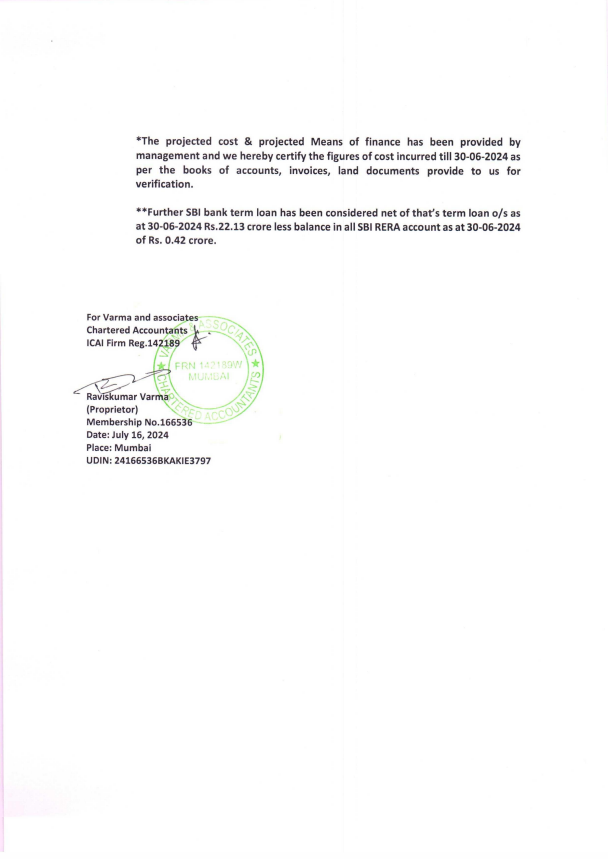 *The projected cost & projected Means of finance has been provided by
management and we hereby certify the figures of cost incurred till 30-06-2024 as
per the books of accounts, invoices, land documents provide to us for
verification.
**Further SBI bank term loan has been considered net of that's term loan o/s as
at 30-06-2024 Rs.22.13 crore less balance in all SBI RERA account as at 30-06-2024
of Rs. 0.42 crore.
For Varma and associates
Chartered Accountants
ICAI Firm Reg.142189
VARMA & ASSOCIATES
FRN 142189W
MUMBAI
CHARTERED ACCOUNTANTS
Raviskumar Varma
(Proprietor)
Membership No.166536
Date: July 16, 2024
Place: Mumbai
UDIN: 24166536BKAKIE3797